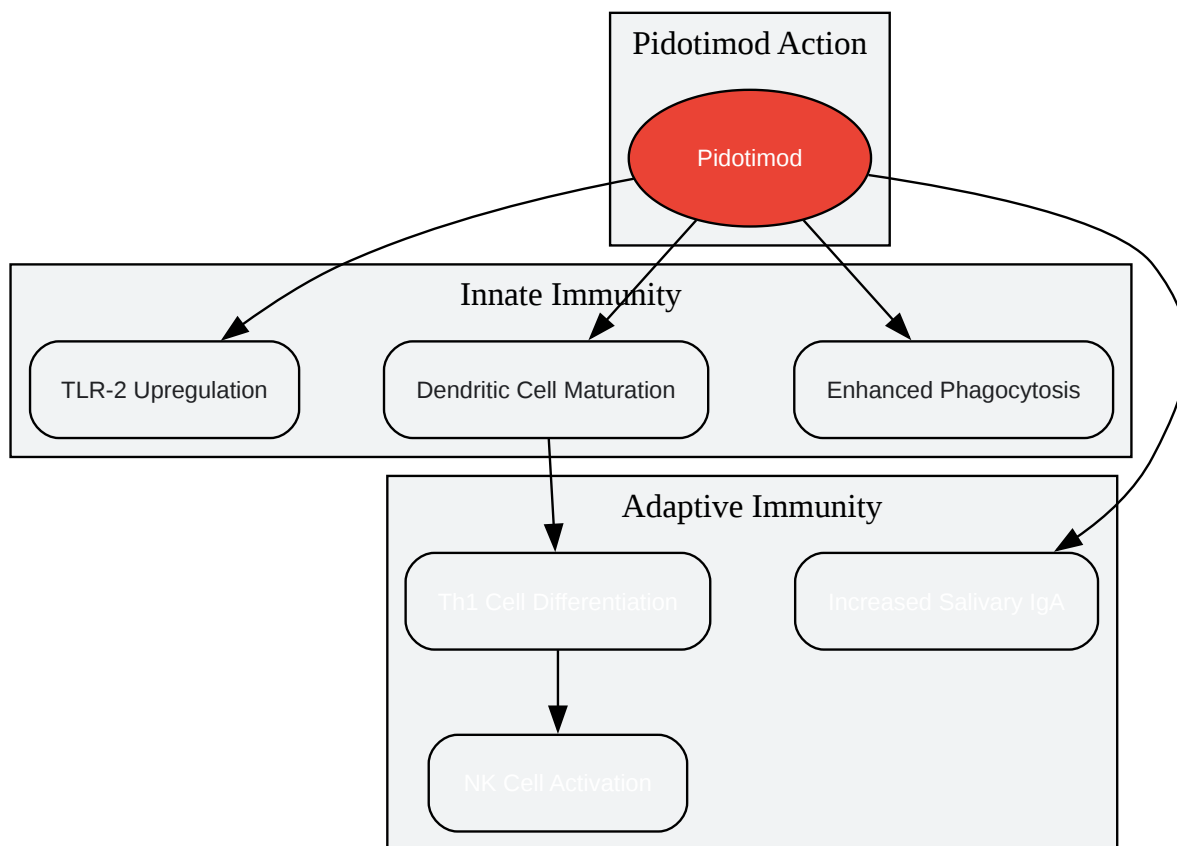 Pidotimod Action
Pidotimod
Innate Immunity
TLR-2 Upregulation
Dendritic Cell Maturation
Enhanced Phagocytosis
Adaptive Immunity
Th1 Cell Differentiation
Increased Salivary IgA
NK Cell Activation